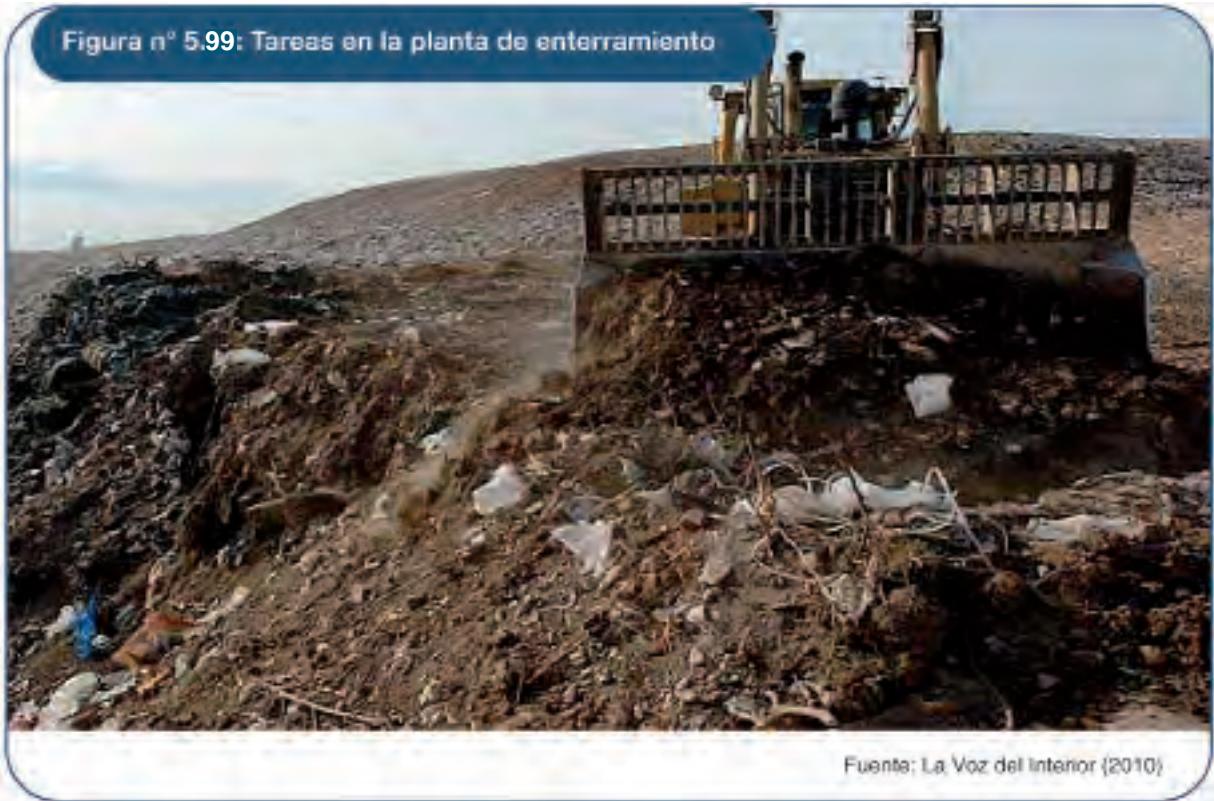 Figura n° 5.99: Tareas en la planta de enterramiento
Fuente: La Voz del Interior (2010)